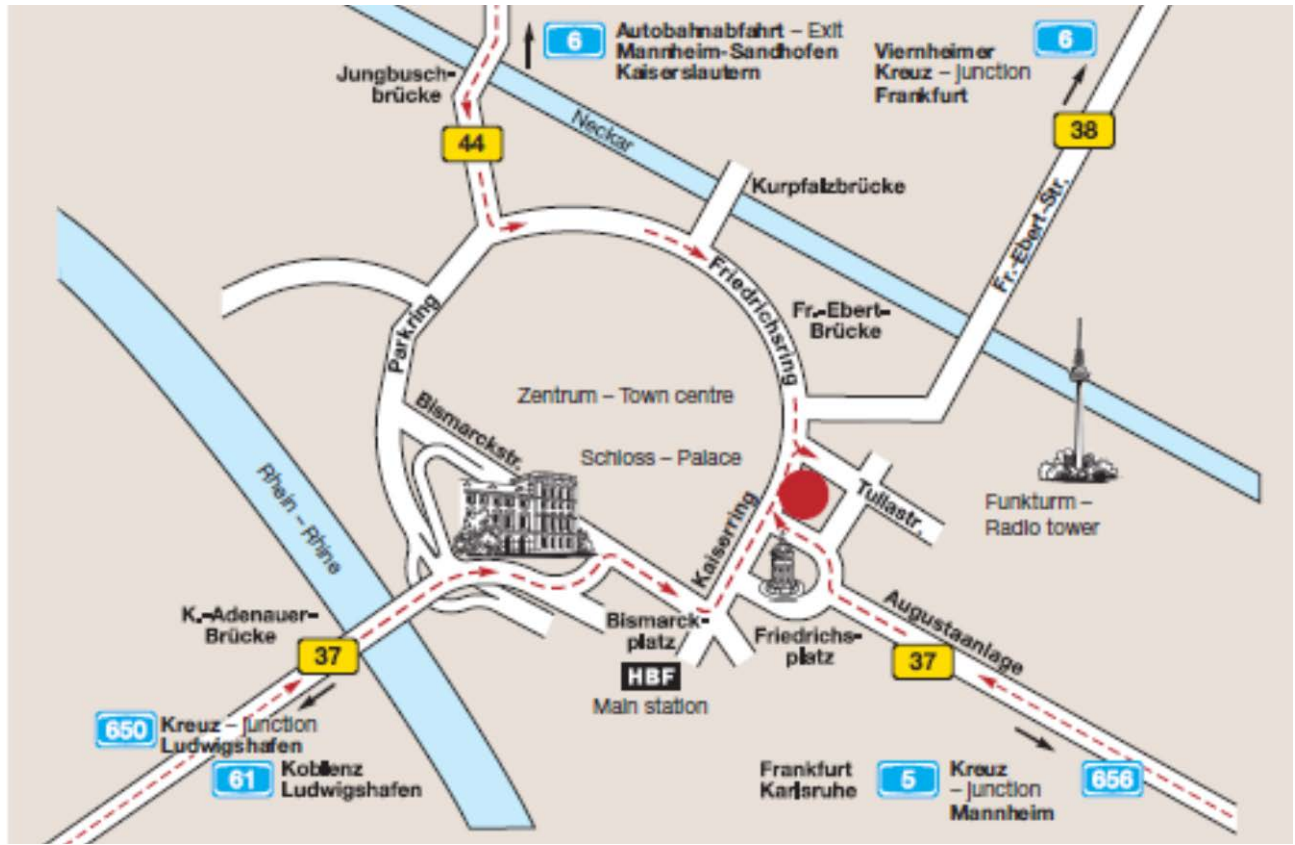 6
Autobahnabfahrt – Exit
Mannheim-Sandhofen
Kaiserslautern
Viernheimer
Kreuz – junction
Frankfurt
6
Jungbusch-
brücke
44
Neckar
38
Kurpfalzbrücke
Fr.-Ebert-Str.
Friedrichsring
Fr.-Ebert-
Brücke
Parkring
Zentrum – Town centre
Bismarckstr.
Schloss – Palace
Rhein – Rhine
Tullastr.
Funkturm –
Radio tower
Kaiserring
K.-Adenauer-
Brücke
37
Bismarck-
platz
Friedrichs-
platz
Augustaanlage
37
HBF
Main station
650
Kreuz – junction
Ludwigshafen
61
Koblenz
Ludwigshafen
Frankfurt
Karlsruhe
5
Kreuz
– junction
Mannheim
656